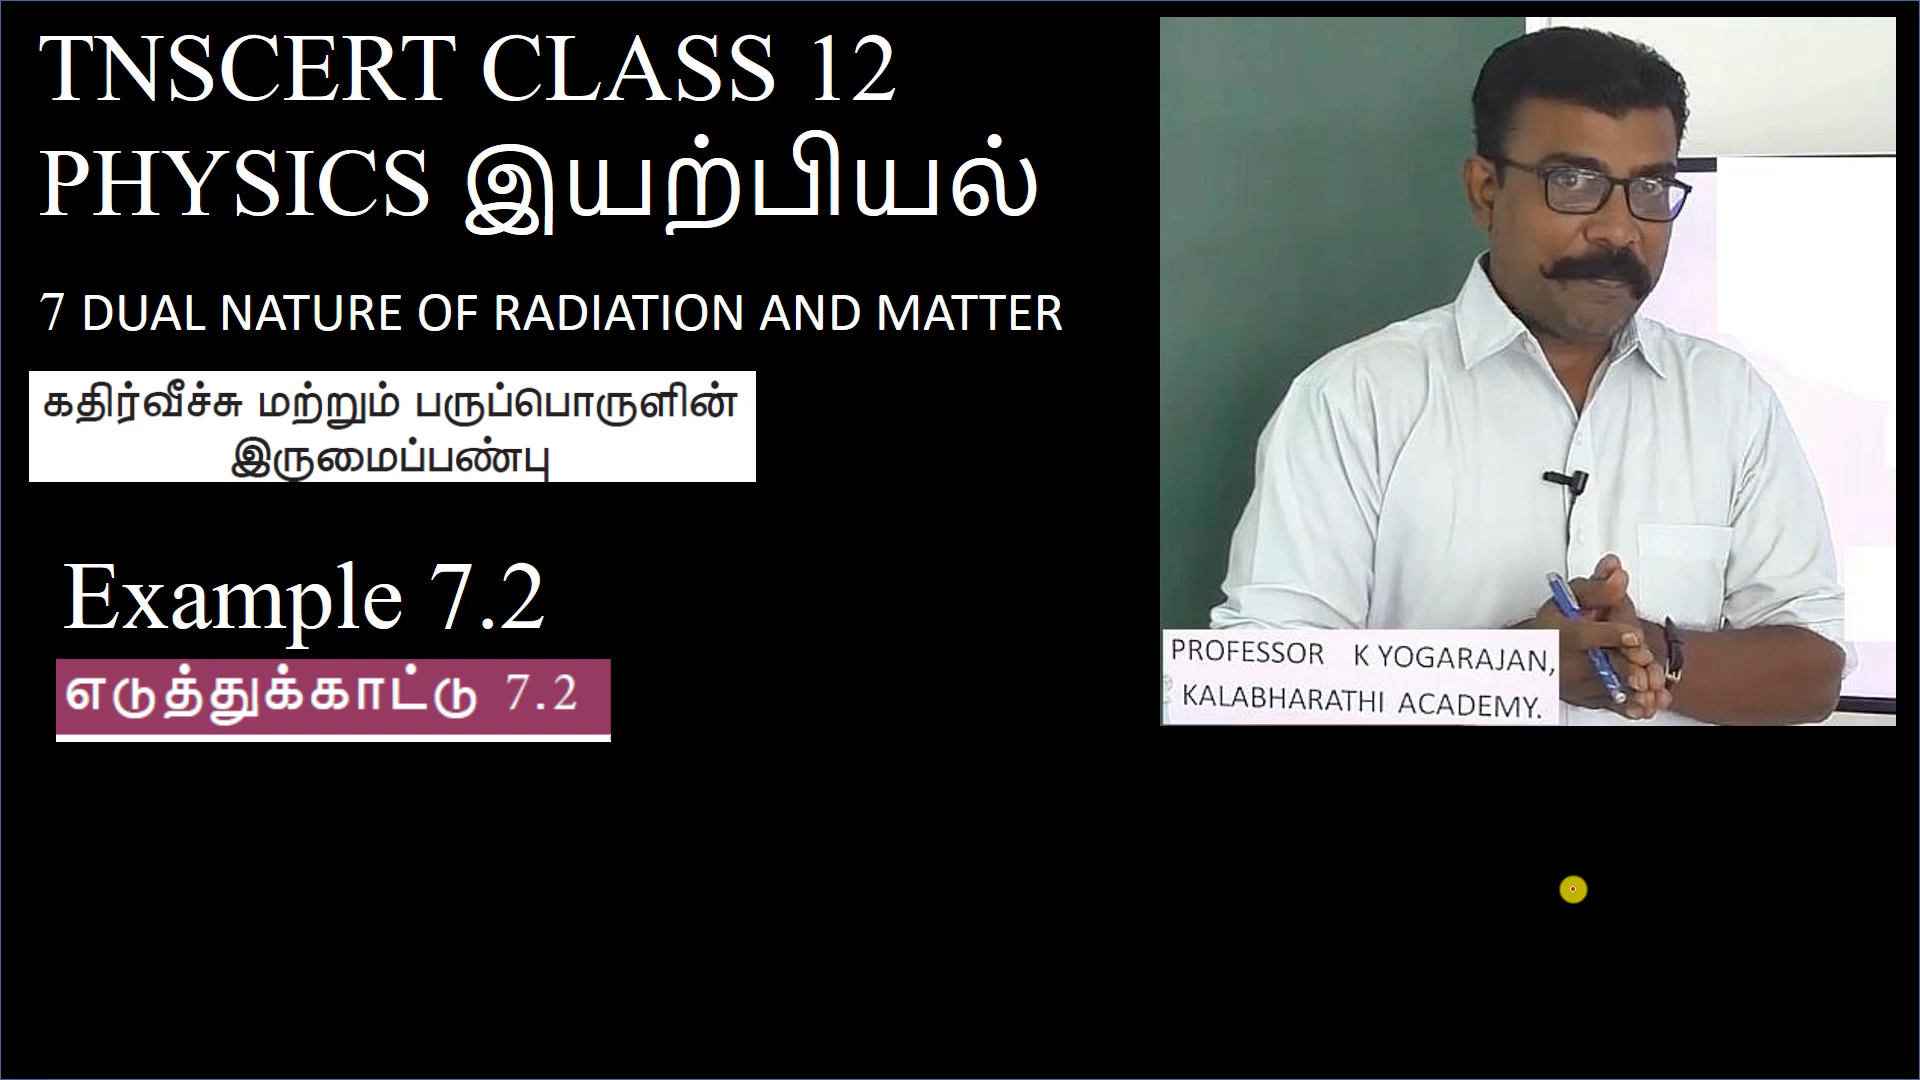 TNSCERT CLASS 12
PHYSICS இயற்பியல்
7 DUAL NATURE OF RADIATION AND MATTER
கதிர்வீச்சு மற்றும் பருப்பொருளின்
இருமைப்பண்பு
Example 7.2
எடுத்துக்காட்டு 7.2
PROFESSOR K YOGARAJAN,
KALABHARATHI ACADEMY.